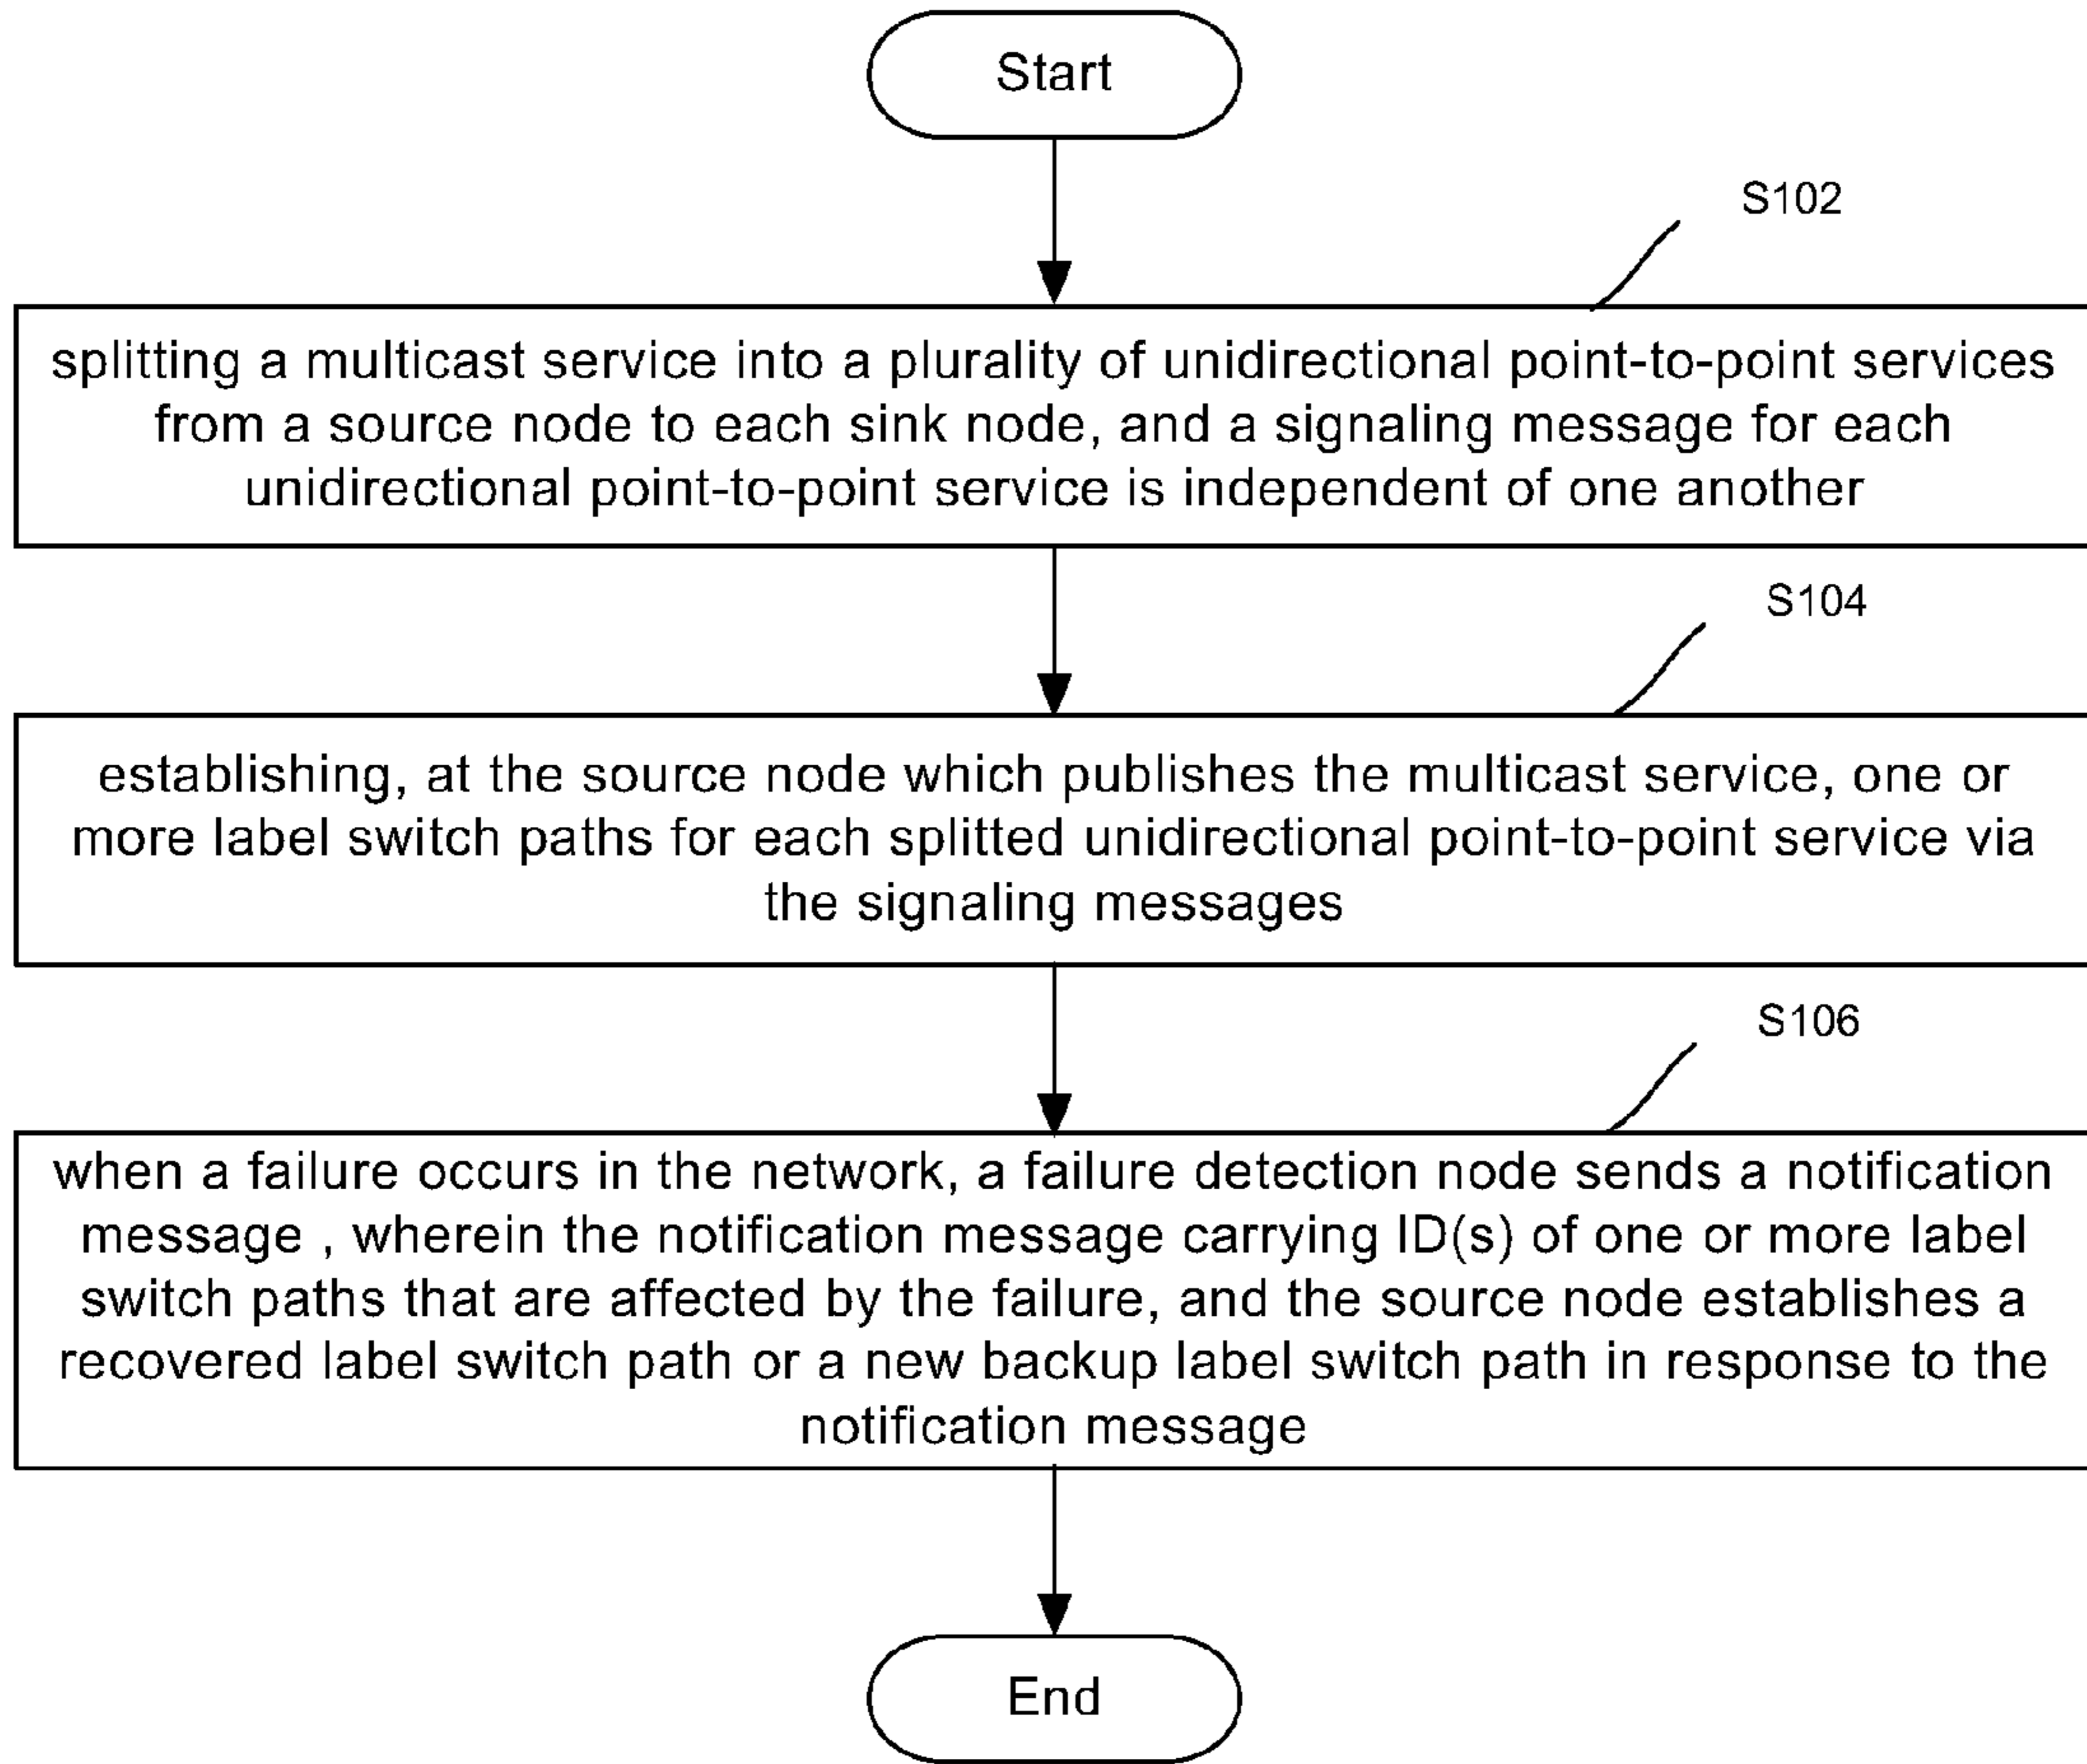 Start
S102
splitting a multicast service into a plurality of unidirectional point-to-point services
from a source node to each sink node, and a signaling message for each
unidirectional point-to-point service is independent of one another
S104
establishing, at the source node which publishes the multicast service, one or
more label switch paths for each splitted unidirectional point-to-point service via
the signaling messages
S106
when a failure occurs in the network, a failure detection node sends a notification
message , wherein the notification message carrying ID(s) of one or more label
switch paths that are affected by the failure, and the source node establishes a
recovered label switch path or a new backup label switch path in response to the
notification message
End